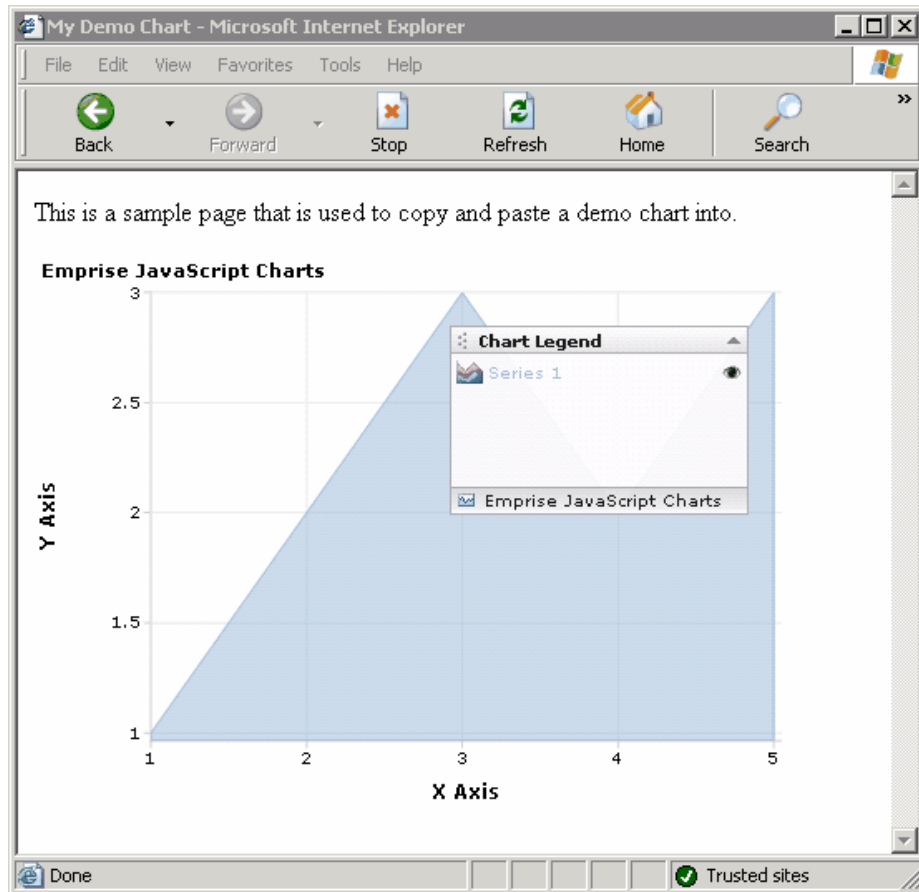 My Demo Chart - Microsoft Internet Explorer
File Edit View Favorites Tools Help
Back Forward Stop Refresh Home Search »
This is a sample page that is used to copy and paste a demo chart into.
Emprise JavaScript Charts
3
2.5
2
1.5
1
Y Axis
Chart Legend
Series 1
Emprise JavaScript Charts
1 2 3 4 5
X Axis
Done Trusted sites